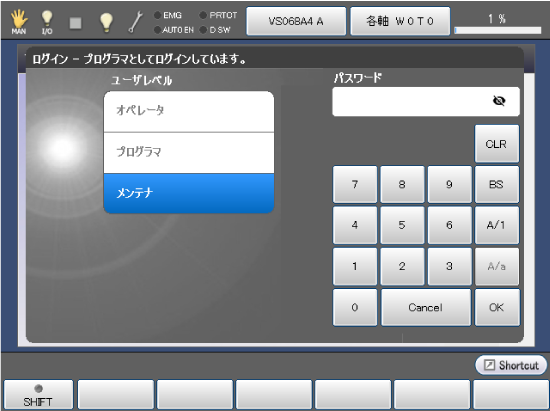 MAN
I/O
EMG
PRTOT
AUTO EN
D SW
VS068A4 A
各軸 W0T0
1 %
ログイン - プログラマとしてログインしています。
ユーザレベル
パスワード
オペレータ
プログラマ
メンテナ
CLR
7 8 9 BS
4 5 6 A/1
1 2 3 A/a
0 Cancel OK
Shortcut
SHIFT